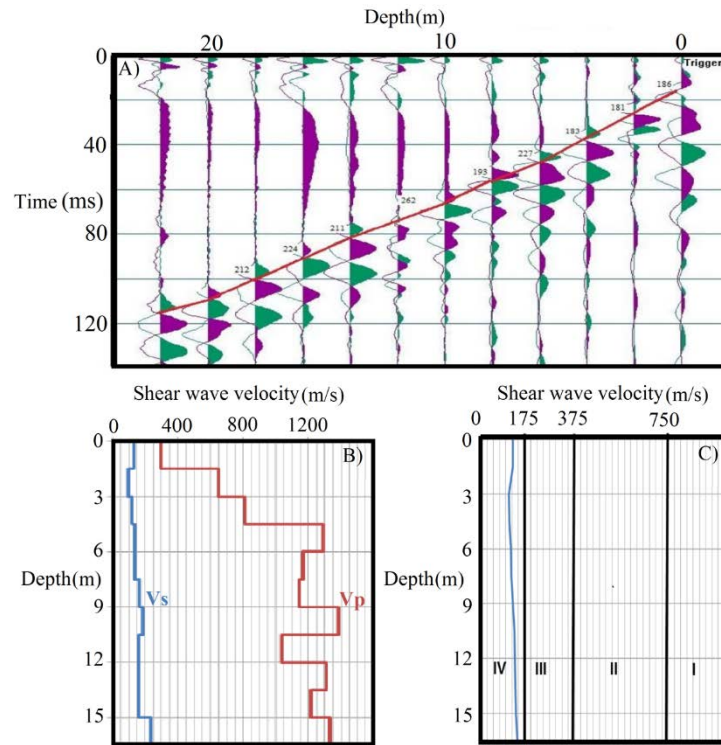 Depth(m)
20 10 0
0 A) Trigger
186
181
40 183
227
193
Time (ms) 262
80 211
224
212
120
Shear wave velocity (m/s) Shear wave velocity (m/s)
0 400 800 1200 0 175 375 750
0 B) 0 C)
3 3
6 6
Depth(m) Depth(m)
Vs Vp
9 9
12 12
IV III II I
15 15